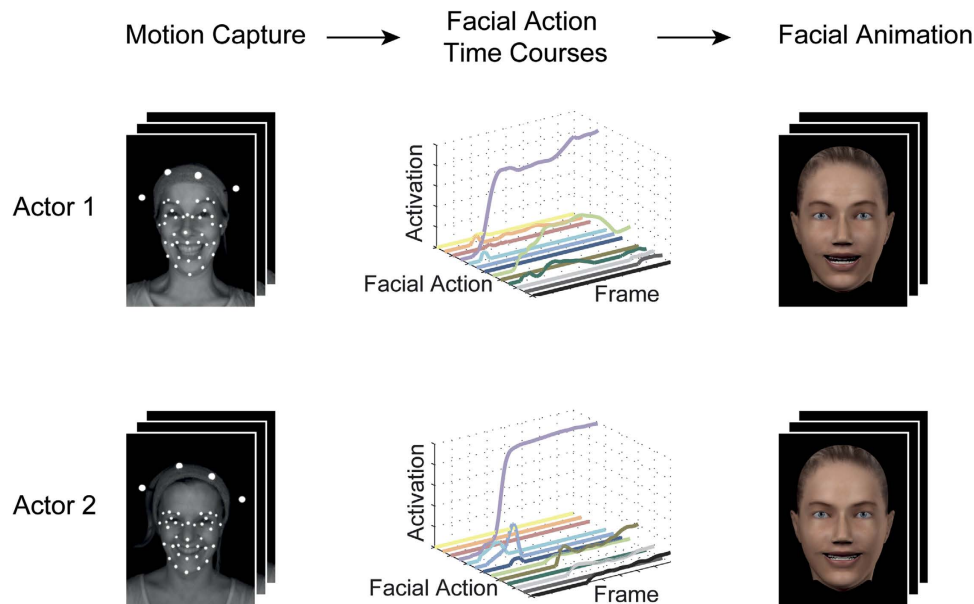 Motion Capture
Facial Action
Time Courses
Facial Animation
Actor 1
Activation
Facial Action
Frame
Actor 2
Activation
Facial Action
Frame